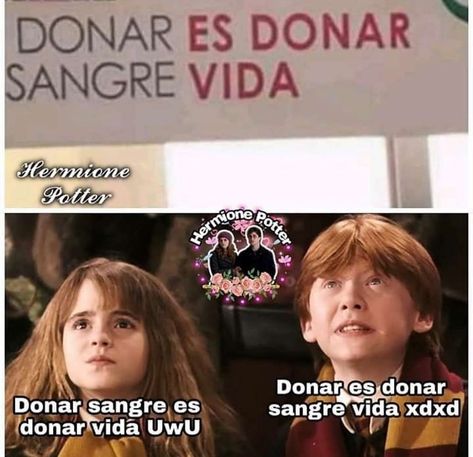 DONAR ES DONAR
SANGRE VIDA
Hermione
Potter
Hermione Potter
Donar sangre es
donar vida UwU
Donar es donar
sangre vida xdxd